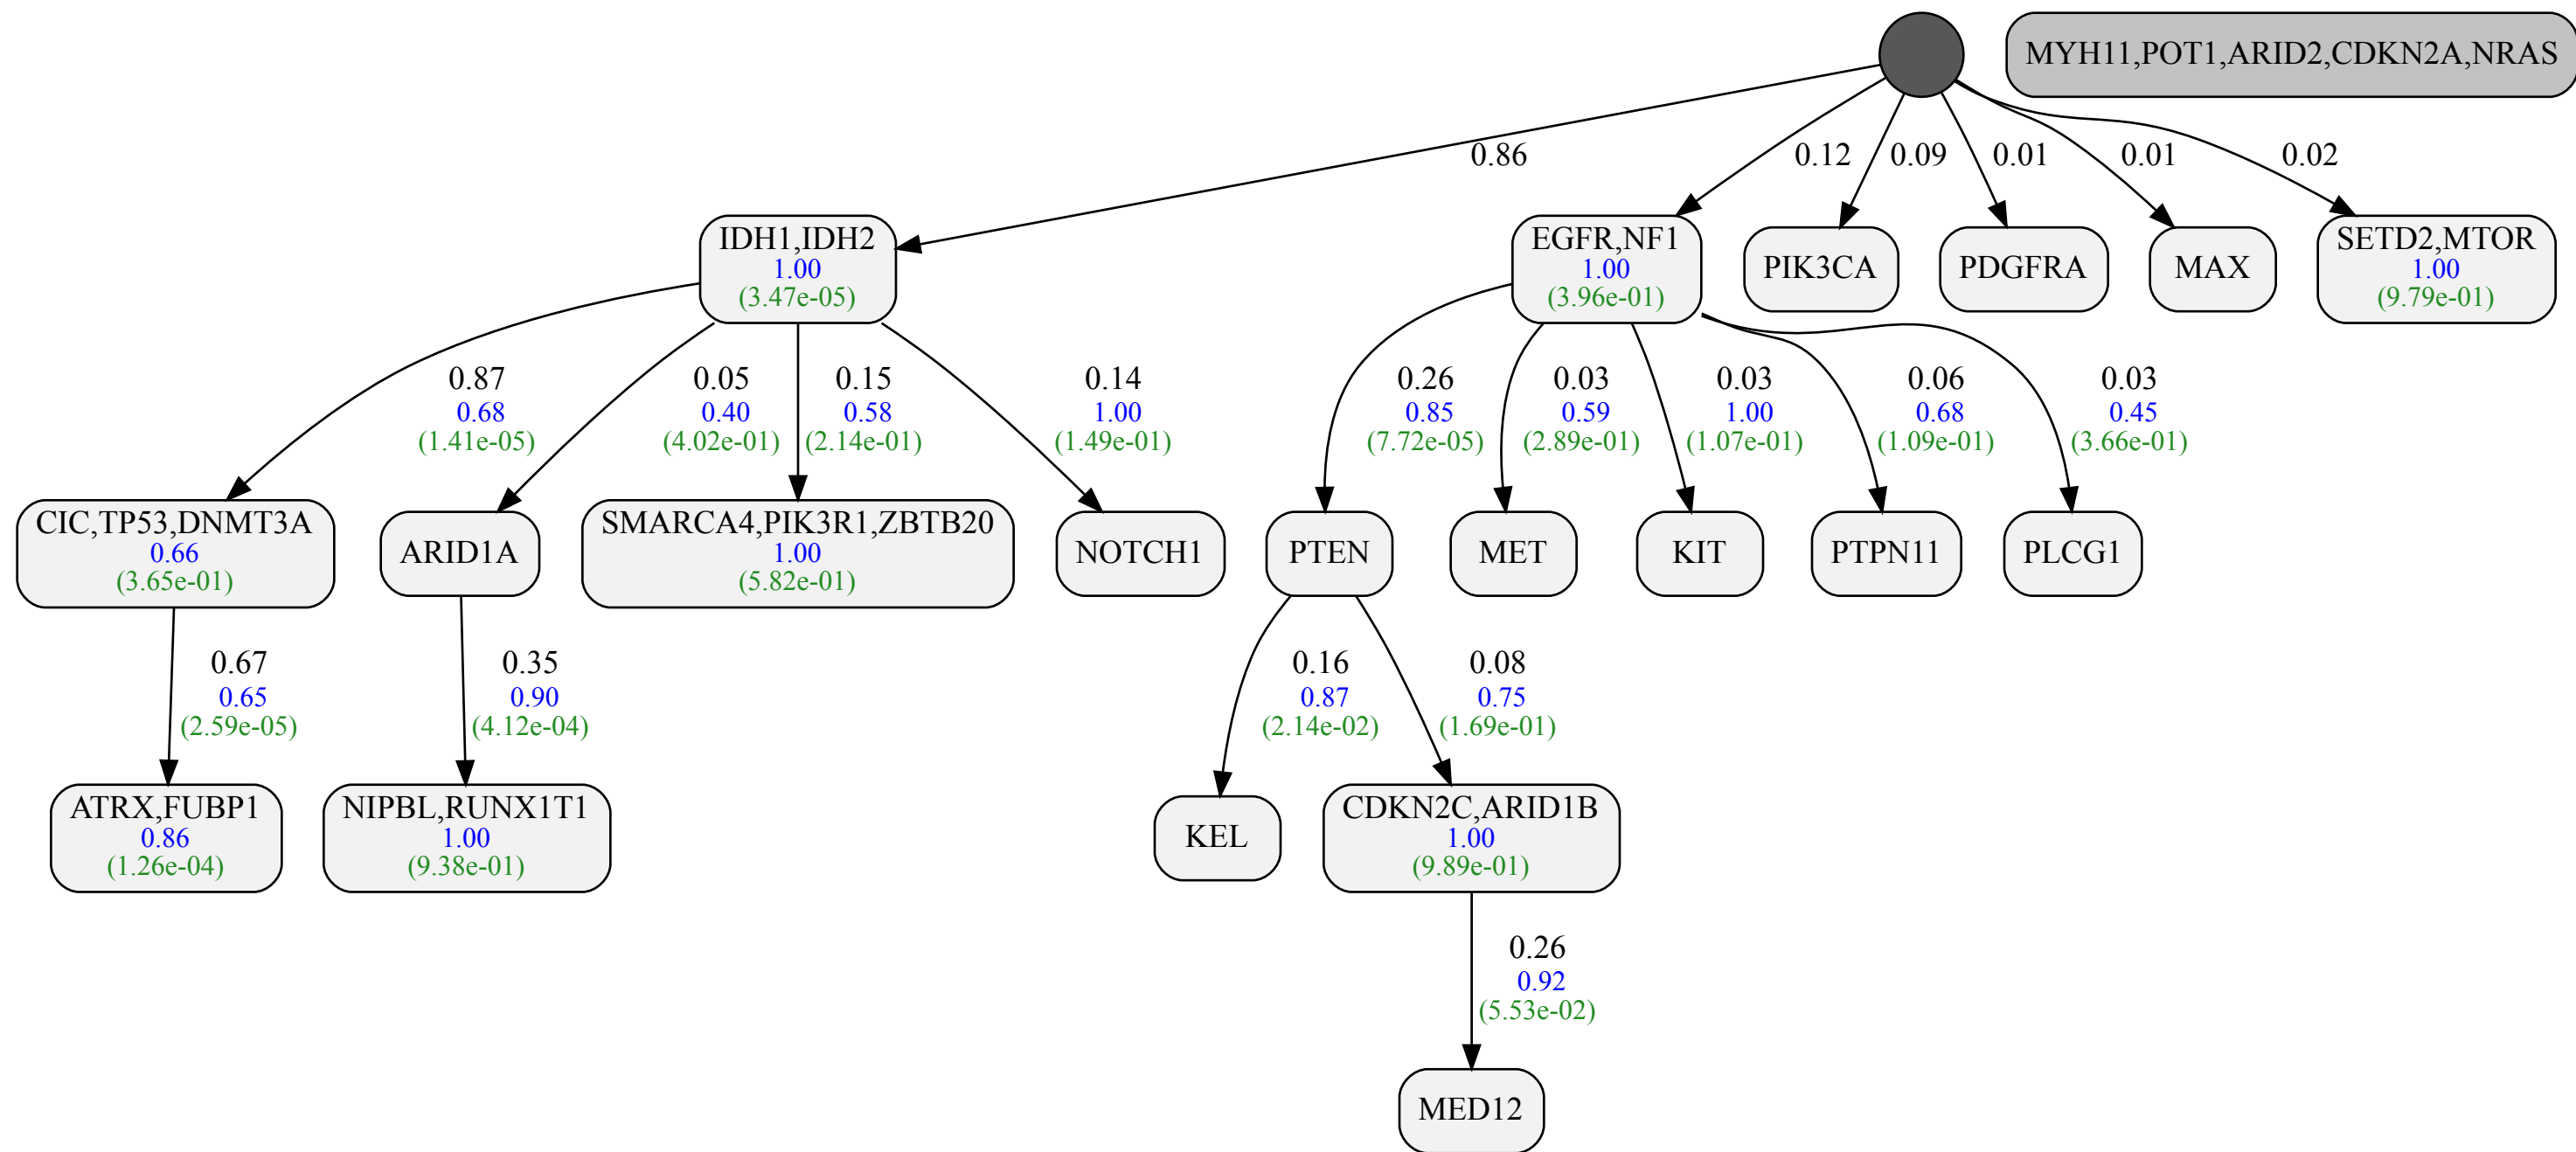 MYH11,POT1,ARID2,CDKN2A,NRAS
0.86
0.12
0.09
0.01
0.01
0.02
IDH1,IDH2
1.00
(3.47e-05)
EGFR,NF1
1.00
(3.96e-01)
PIK3CA
PDGFRA
MAX
SETD2,MTOR
1.00
(9.79e-01)
0.87
0.68
(1.41e-05)
0.05
0.40
(4.02e-01)
0.15
0.58
(2.14e-01)
0.14
1.00
(1.49e-01)
0.26
0.85
(7.72e-05)
0.03
0.59
(2.89e-01)
0.03
1.00
(1.07e-01)
0.06
0.68
(1.09e-01)
0.03
0.45
(3.66e-01)
CIC,TP53,DNMT3A
0.66
(3.65e-01)
ARID1A
SMARCA4,PIK3R1,ZBTB20
1.00
(5.82e-01)
NOTCH1
PTEN
MET
KIT
PTPN11
PLCG1
0.67
0.65
(2.59e-05)
0.35
0.90
(4.12e-04)
0.16
0.87
(2.14e-02)
0.08
0.75
(1.69e-01)
ATRX,FUBP1
0.86
(1.26e-04)
NIPBL,RUNX1T1
1.00
(9.38e-01)
KEL
CDKN2C,ARID1B
1.00
(9.89e-01)
0.26
0.92
(5.53e-02)
MED12